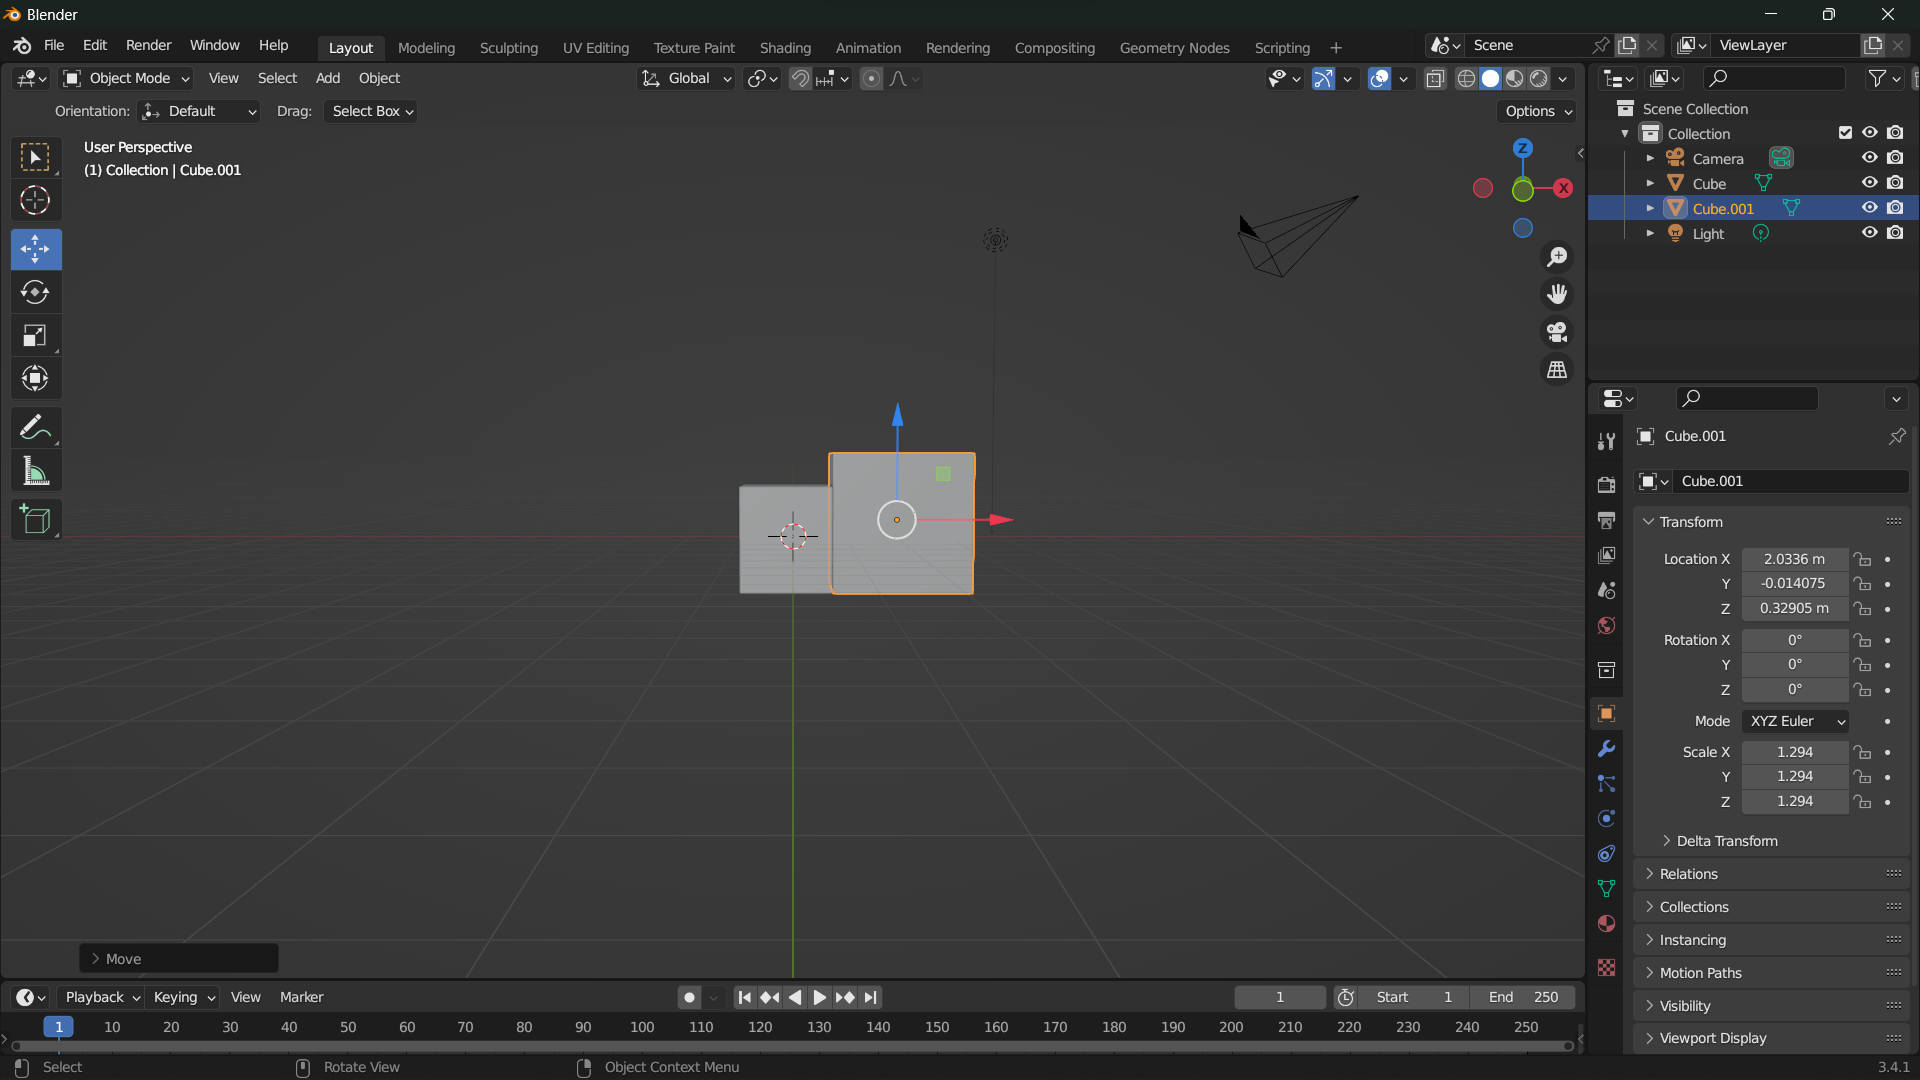 Blender
File Edit Render Window Help Layout Modeling Sculpting UV Editing Texture Paint Shading Animation Rendering Compositing Geometry Nodes Scripting + Scene ViewLayer
Object Mode View Select Add Object Global
Orientation: Default Drag: Select Box Options
User Perspective
(1) Collection | Cube.001
Z
X
Scene Collection
Collection
Camera
Cube
Cube.001
Light
Cube.001
Cube.001
Transform
Location X 2.0336 m
Y -0.014075
Z 0.32905 m
Rotation X 0°
Y 0°
Z 0°
Mode XYZ Euler
Scale X 1.294
Y 1.294
Z 1.294
Delta Transform
Relations
Collections
Instancing
Motion Paths
Visibility
Viewport Display
Move
Playback Keying View Marker 1 Start 1 End 250
1 10 20 30 40 50 60 70 80 90 100 110 120 130 140 150 160 170 180 190 200 210 220 230 240 250
Select Rotate View Object Context Menu 3.4.1